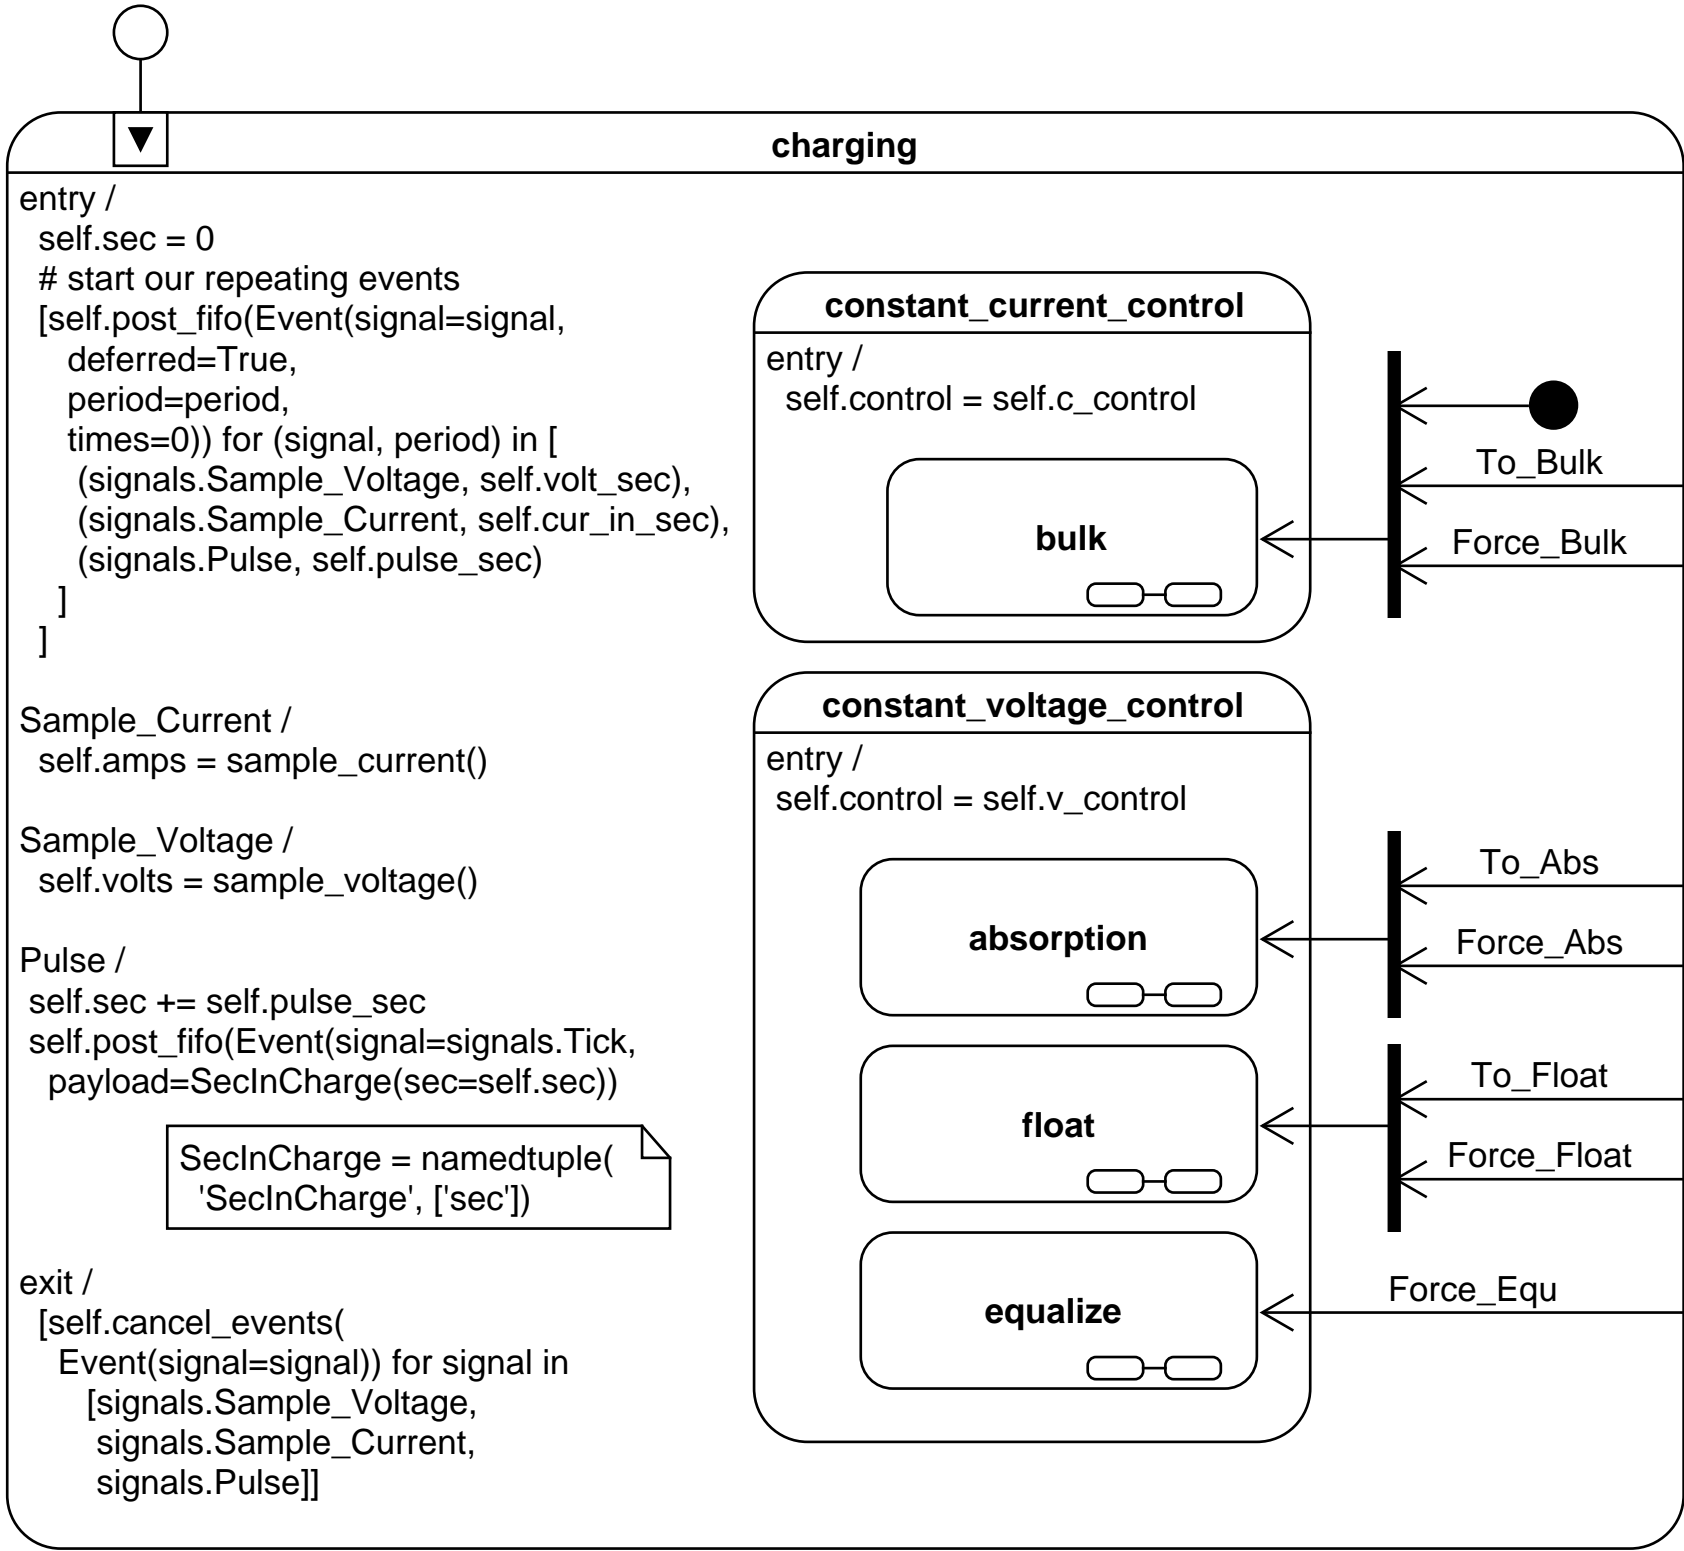 charging
entry /
self.sec = 0
# start our repeating events
[self.post_fifo(Event(signal=signal,
deferred=True,
period=period,
times=0)) for (signal, period) in [
(signals.Sample_Voltage, self.volt_sec),
(signals.Sample_Current, self.cur_in_sec),
(signals.Pulse, self.pulse_sec)
]
]
Sample_Current /
self.amps = sample_current()
Sample_Voltage /
self.volts = sample_voltage()
Pulse /
self.sec += self.pulse_sec
self.post_fifo(Event(signal=signals.Tick,
payload=SecInCharge(sec=self.sec))
SecInCharge = namedtuple(
'SecInCharge', ['sec'])
exit /
[self.cancel_events(
Event(signal=signal)) for signal in
[signals.Sample_Voltage,
signals.Sample_Current,
signals.Pulse]]
constant_current_control
entry /
self.control = self.c_control
bulk
To_Bulk
Force_Bulk
constant_voltage_control
entry /
self.control = self.v_control
absorption
To_Abs
Force_Abs
float
To_Float
Force_Float
equalize
Force_Equ